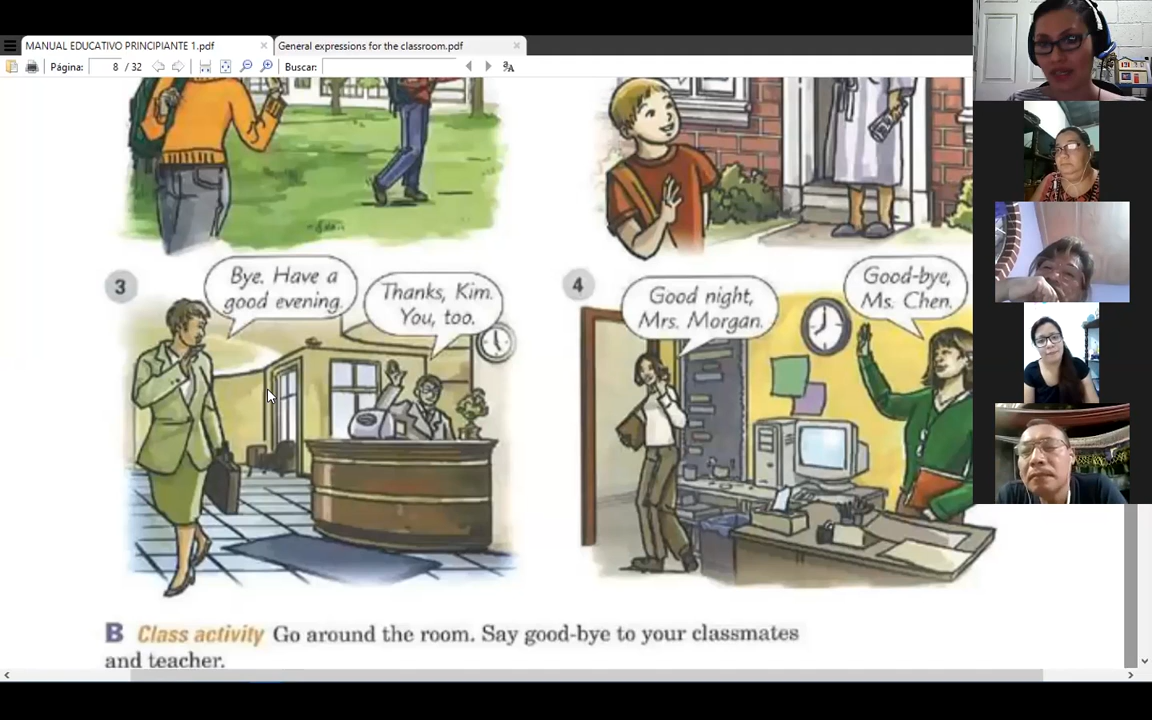 MANUAL EDUCATIVO PRINCIPIANTE 1.pdf
General expressions for the classroom.pdf
Página: 8 / 32
Buscar:
3
Bye. Have a
good evening.
Thanks, Kim.
You, too.
4
Good night,
Mrs. Morgan.
Good-bye,
Ms. Chen.
B Class activity Go around the room. Say good-bye to your classmates
and teacher.